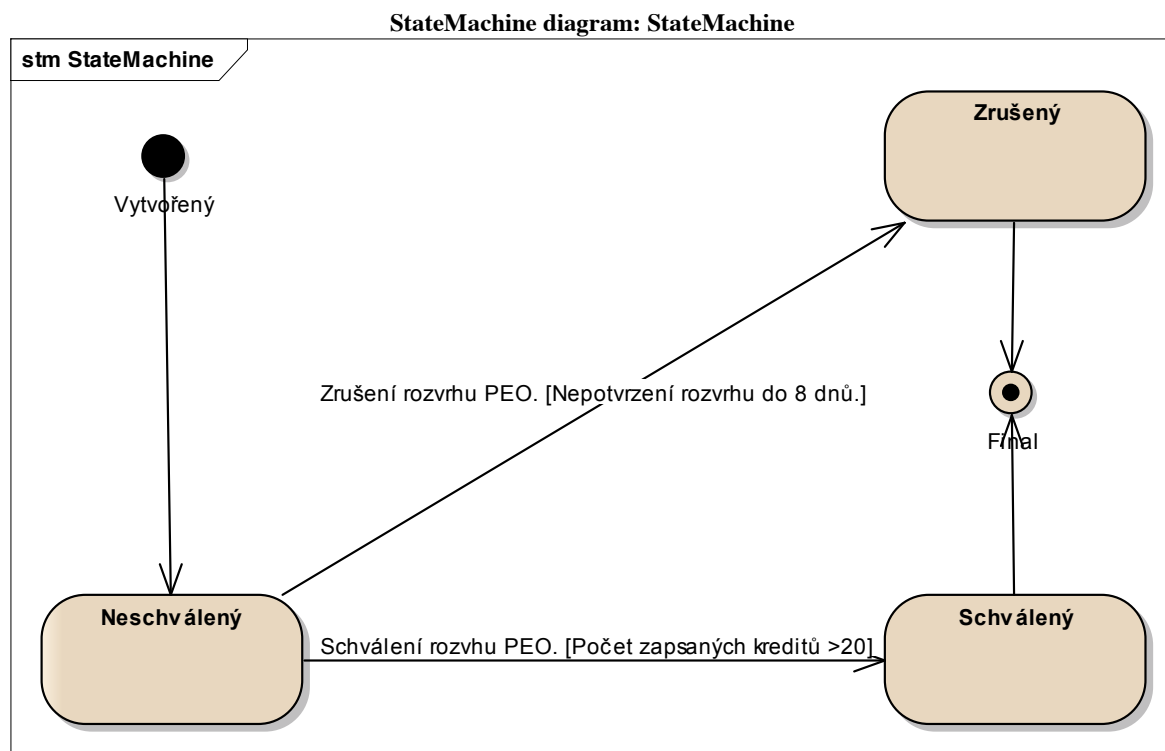 StateMachine diagram: StateMachine
stm StateMachine
Zrušený
Vytvořený
Zrušení rozvrhu PEO. [Nepotvrzení rozvrhu do 8 dnů.]
Final
Neschválený
Schválený
Schválení rozvhu PEO. [Počet zapsaných kreditů >20]